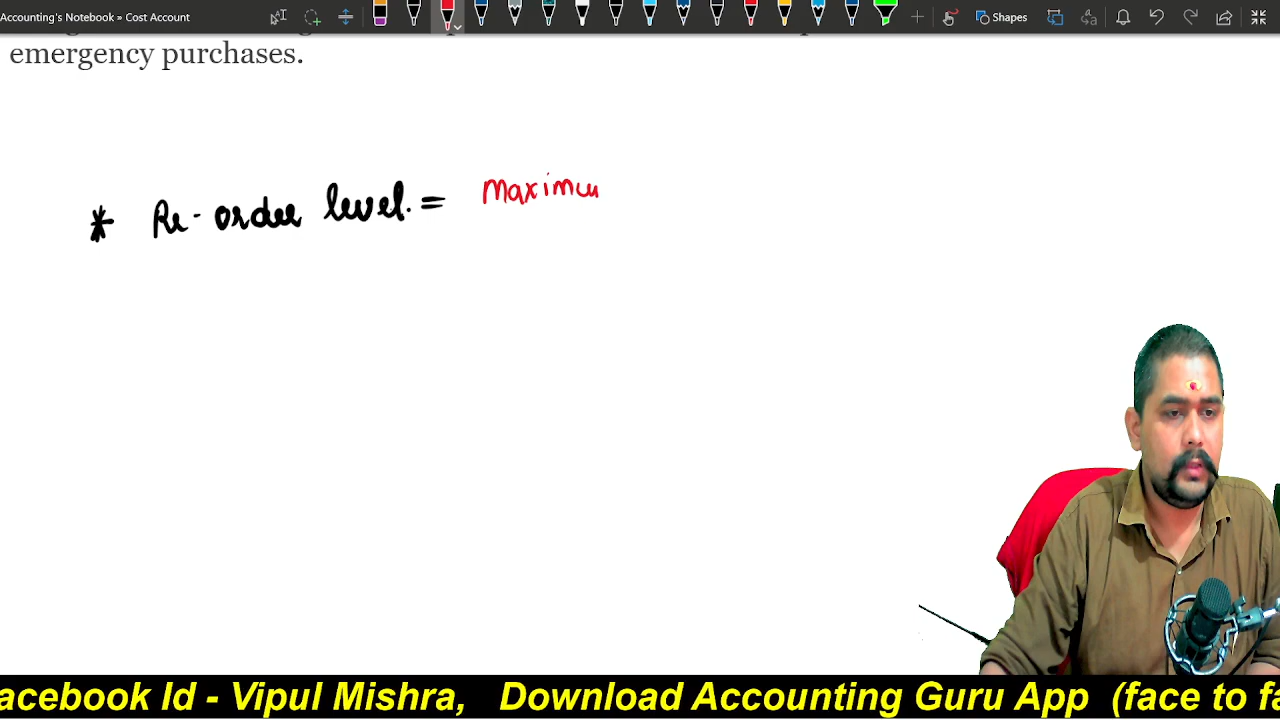 Accounting's Notebook » Cost Account
Shapes
emergency purchases.
* Re-order level. = Maximu
acebook Id - Vipul Mishra, Download Accounting Guru App (face to fa